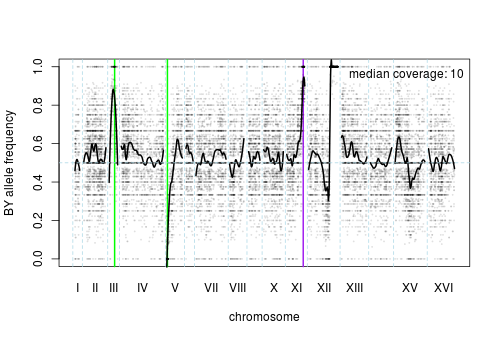 median coverage: 10
BY allele frequency
1.0
0.8
0.6
0.4
0.2
0.0
I II III IV V VII VIII X XI XII XIII XV XVI
chromosome